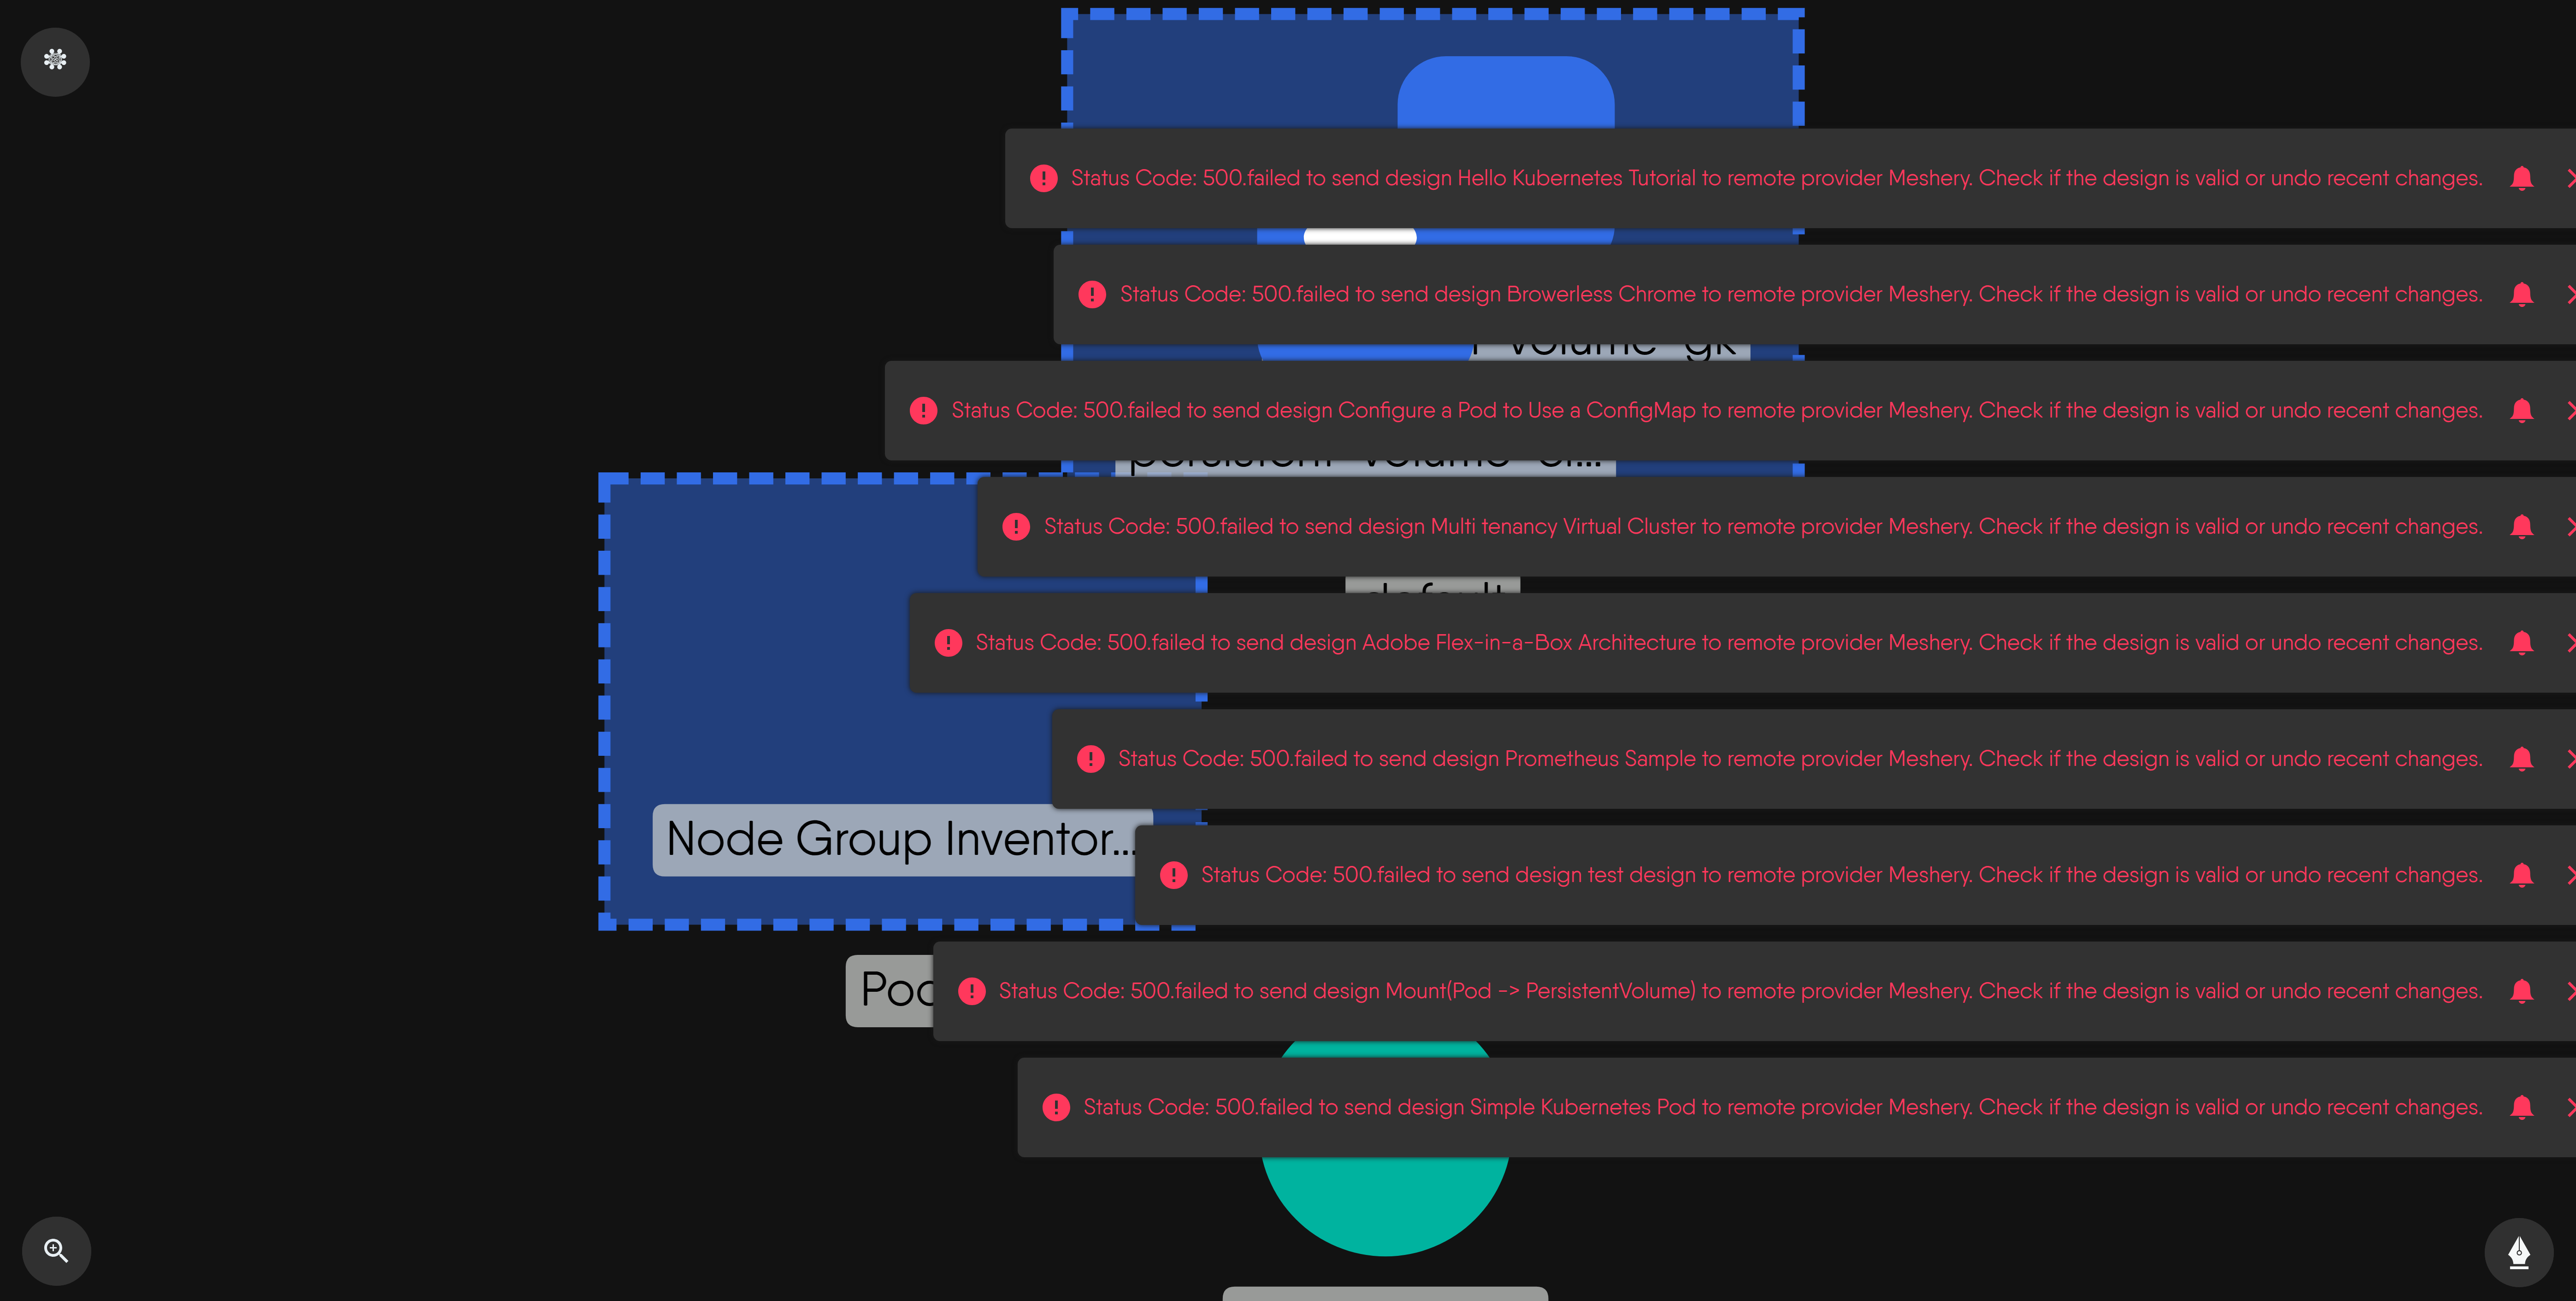 Status Code: 500.failed to send design Hello Kubernetes Tutorial to remote provider Meshery. Check if the design is valid or undo recent changes.
Status Code: 500.failed to send design Browerless Chrome to remote provider Meshery. Check if the design is valid or undo recent changes.
Status Code: 500.failed to send design Configure a Pod to Use a ConfigMap to remote provider Meshery. Check if the design is valid or undo recent changes.
Status Code: 500.failed to send design Multi tenancy Virtual Cluster to remote provider Meshery. Check if the design is valid or undo recent changes.
default
Status Code: 500.failed to send design Adobe Flex-in-a-Box Architecture to remote provider Meshery. Check if the design is valid or undo recent changes.
Status Code: 500.failed to send design Prometheus Sample to remote provider Meshery. Check if the design is valid or undo recent changes.
Node Group Inventor...
Status Code: 500.failed to send design test design to remote provider Meshery. Check if the design is valid or undo recent changes.
Status Code: 500.failed to send design Mount(Pod -> PersistentVolume) to remote provider Meshery. Check if the design is valid or undo recent changes.
Status Code: 500.failed to send design Simple Kubernetes Pod to remote provider Meshery. Check if the design is valid or undo recent changes.